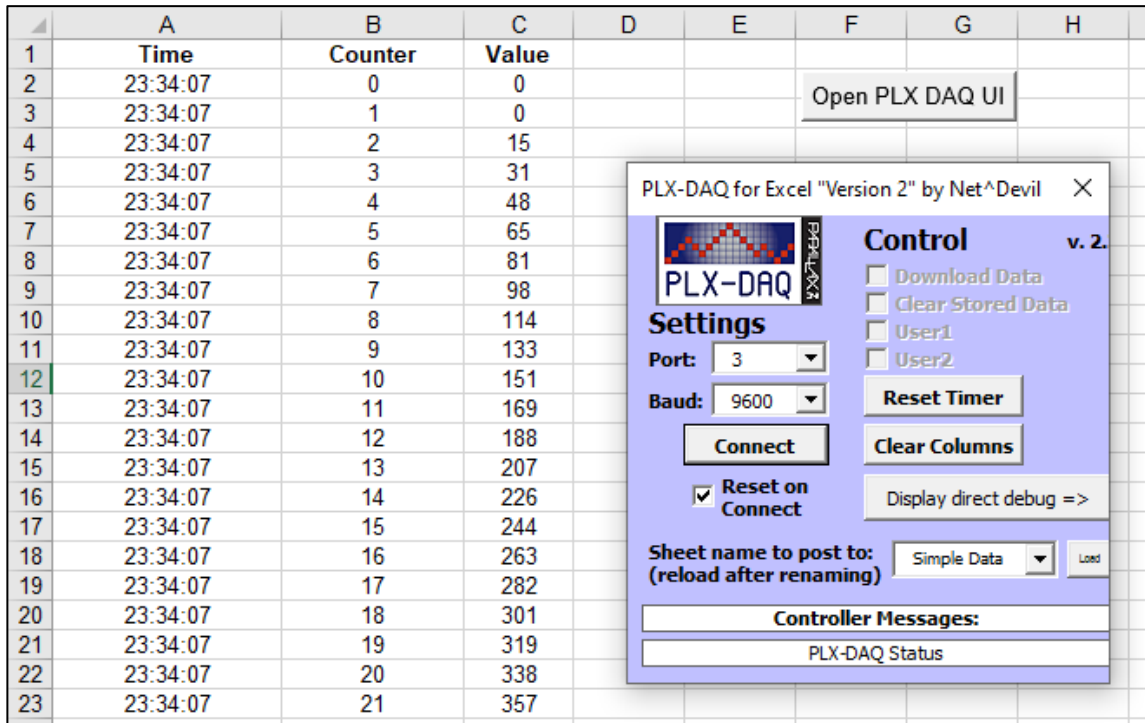 A B C D E F G H
1 Time Counter Value
2 23:34:07 0 0
3 23:34:07 1 0
4 23:34:07 2 15
5 23:34:07 3 31
6 23:34:07 4 48
7 23:34:07 5 65
8 23:34:07 6 81
9 23:34:07 7 98
10 23:34:07 8 114
11 23:34:07 9 133
12 23:34:07 10 151
13 23:34:07 11 169
14 23:34:07 12 188
15 23:34:07 13 207
16 23:34:07 14 226
17 23:34:07 15 244
18 23:34:07 16 263
19 23:34:07 17 282
20 23:34:07 18 301
21 23:34:07 19 319
22 23:34:07 20 338
23 23:34:07 21 357
Open PLX DAQ UI
PLX-DAQ for Excel "Version 2" by Net^Devil
PLX-DAQ
PARALLAX
Control v. 2.
Download Data
Clear Stored Data
User1
User2
Settings
Port: 3
Baud: 9600
Reset Timer
Connect
Clear Columns
Reset on
Connect
Display direct debug =>
Sheet name to post to:
(reload after renaming)
Simple Data
Load
Controller Messages:
PLX-DAQ Status